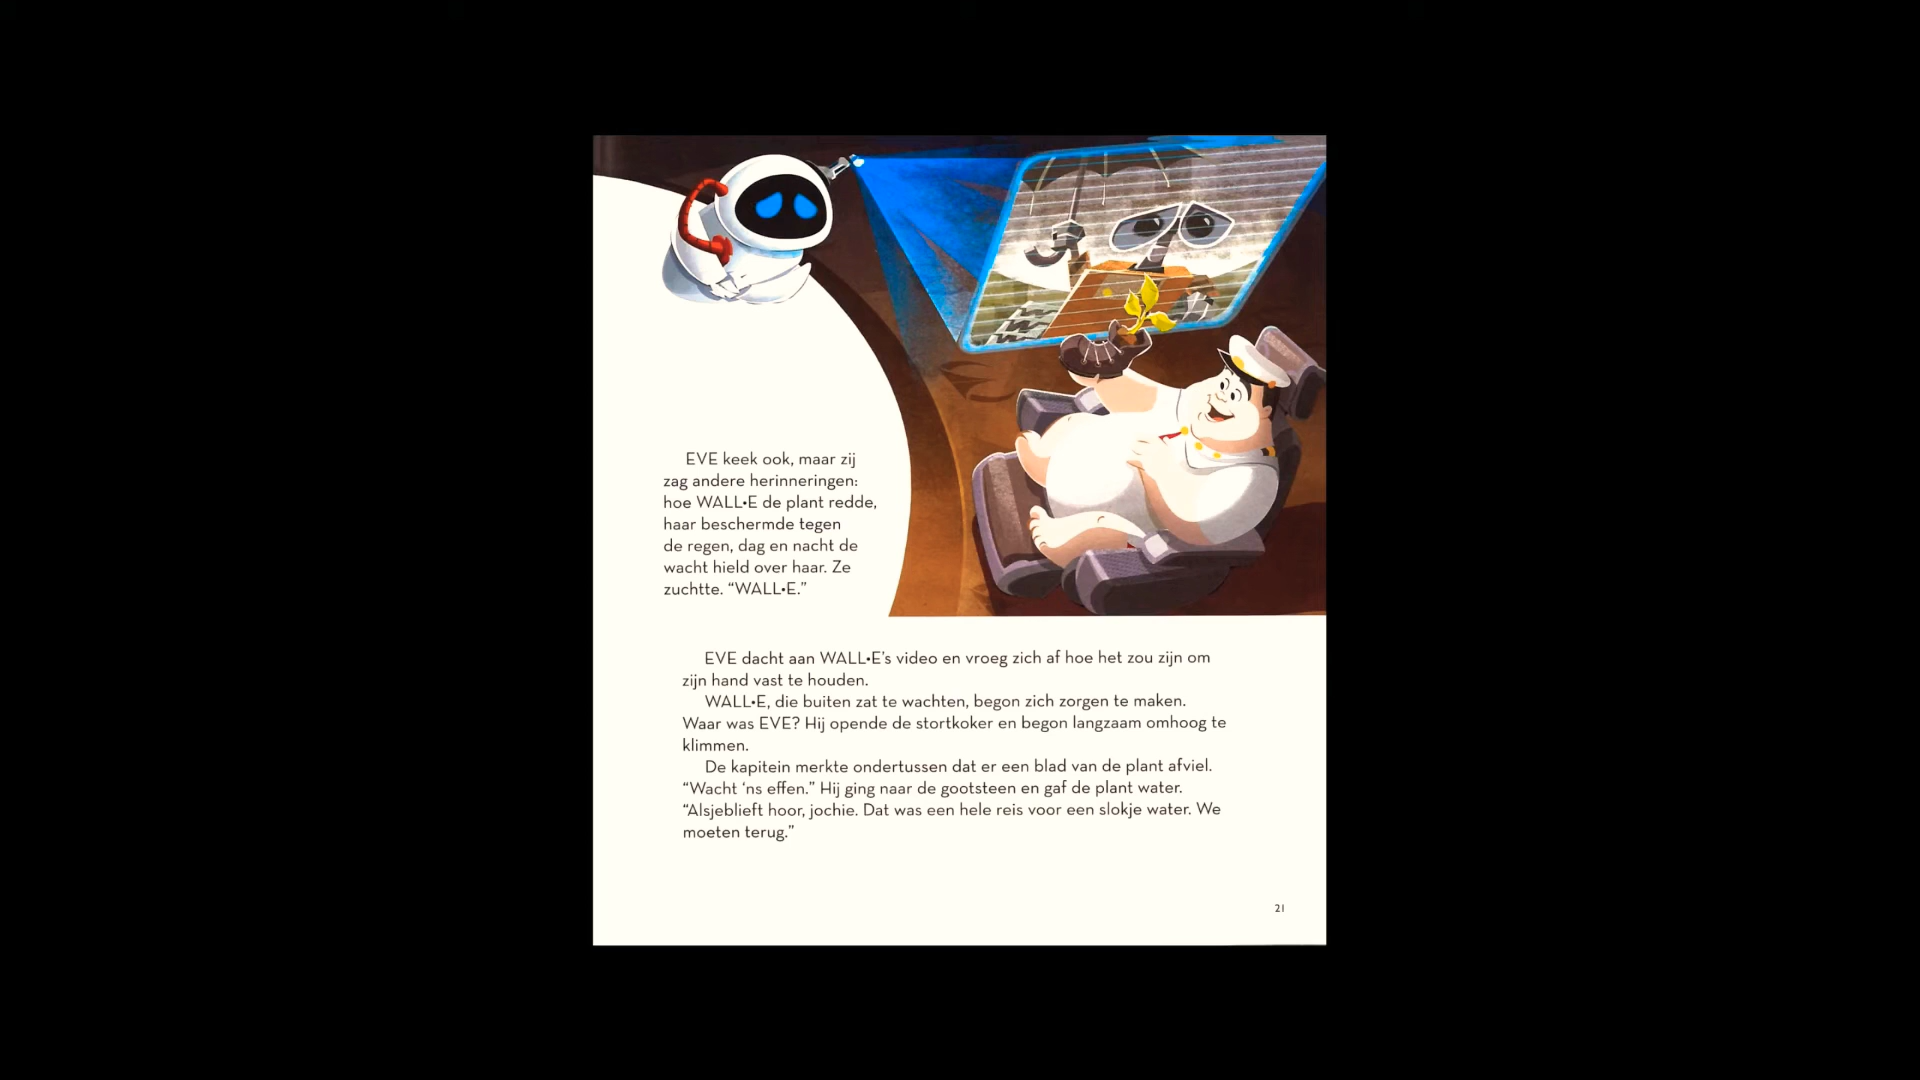 EVE keek ook, maar zij
zag andere herinneringen:
hoe WALL•E de plant redde,
haar beschermde tegen
de regen, dag en nacht de
wacht hield over haar. Ze
zuchtte. “WALL•E.”
EVE dacht aan WALL•E’s video en vroeg zich af hoe het zou zijn om
zijn hand vast te houden.
WALL•E, die buiten zat te wachten, begon zich zorgen te maken.
Waar was EVE? Hij opende de stortkoker en begon langzaam omhoog te
klimmen.
De kapitein merkte ondertussen dat er een blad van de plant afviel.
“Wacht ‘ns effen.” Hij ging naar de gootsteen en gaf de plant water.
“Alsjeblieft hoor, jochie. Dat was een hele reis voor een slokje water. We
moeten terug.”
21